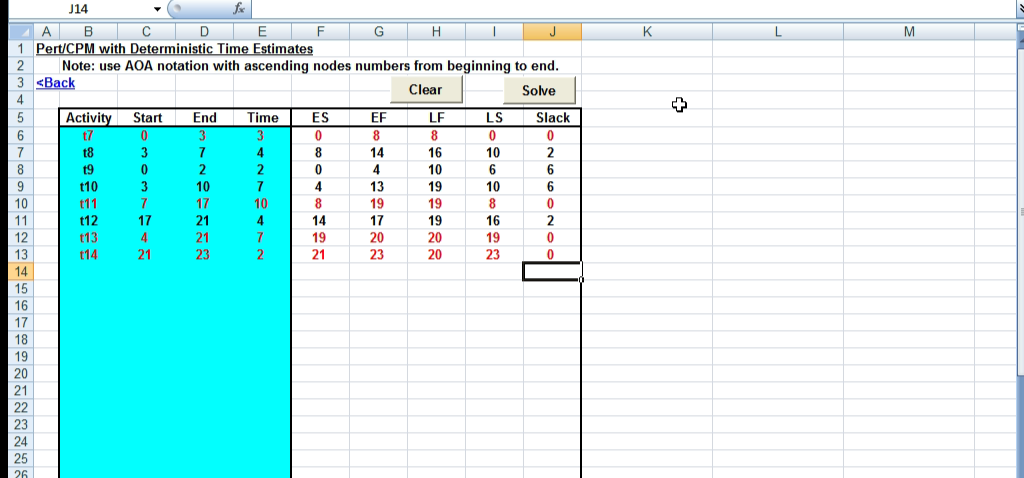 J14 fx
A B C D E F G H I J K L M
1 Pert/CPM with Deterministic Time Estimates
2 Note: use AOA notation with ascending nodes numbers from beginning to end.
3 <Back Clear Solve
4
5 Activity Start End Time ES EF LF LS Slack
6 t7 0 3 3 0 8 8 0 0
7 t8 3 7 4 8 14 16 10 2
8 t9 0 2 2 0 4 10 6 6
9 t10 3 10 7 4 13 19 10 6
10 t11 7 17 10 8 19 19 8 0
11 t12 17 21 4 14 17 19 16 2
12 t13 4 21 7 19 20 20 19 0
13 t14 21 23 2 21 23 20 23 0
14
15
16
17
18
19
20
21
22
23
24
25
26